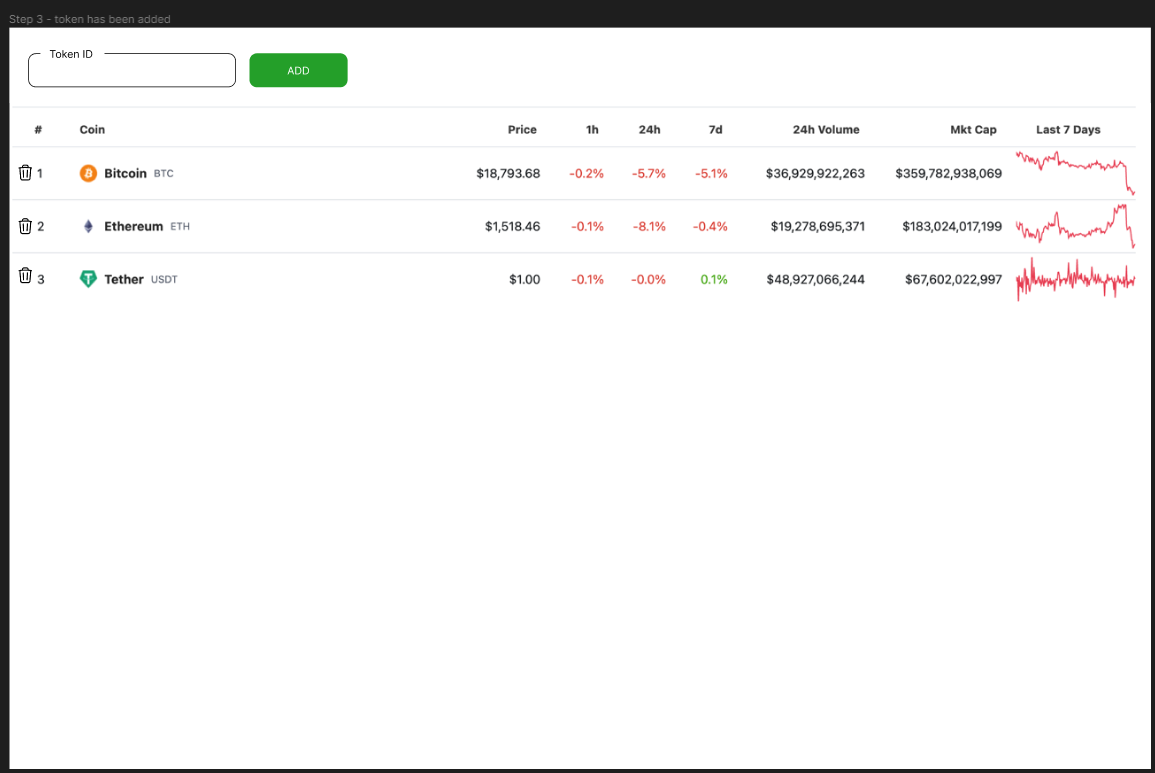 Step 3 - token has been added
Token ID
ADD
# Coin Price 1h 24h 7d 24h Volume Mkt Cap Last 7 Days
1 Bitcoin BTC $18,793.68 -0.2% -5.7% -5.1% $36,929,922,263 $359,782,938,069
2 Ethereum ETH $1,518.46 -0.1% -8.1% -0.4% $19,278,695,371 $183,024,017,199
3 Tether USDT $1.00 -0.1% -0.0% 0.1% $48,927,066,244 $67,602,022,997